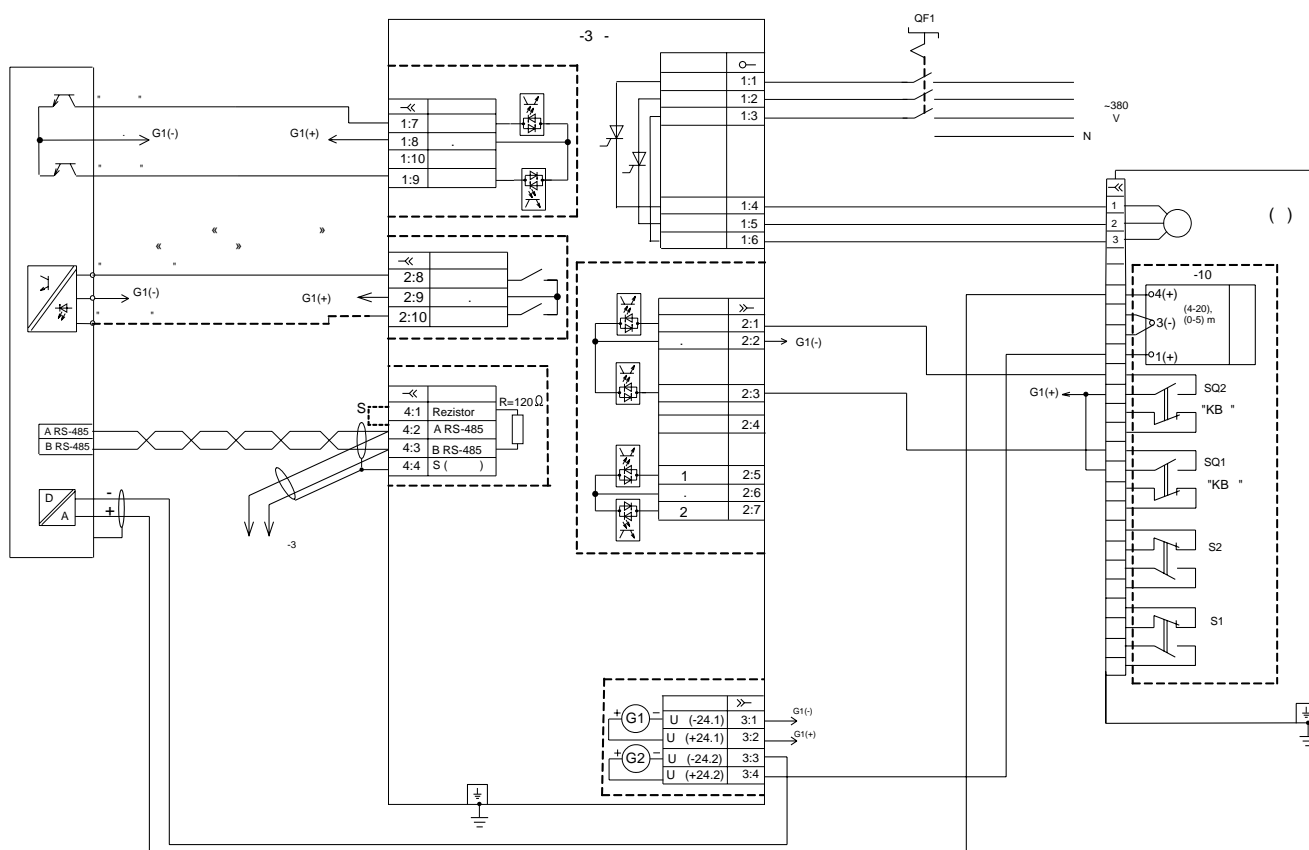 QF1
-3 -
1:1
1:2
1:3
~380
V
N
" "
G1(-)
.
G1(+)
" "
1:7
1:8 .
1:10
1:9
1:4
1:5
1:6
1
2
3
( )
« »
« »
" "
G1(-)
G1(+)
" "
2:8
2:9 .
2:10
-10
4(+)
(4-20),
(0-5) m
3(-)
1(+)
2:1
. 2:2
G1(-)
2:3
2:4
1 2:5
. 2:6
2 2:7
G1(+)
SQ2
"KB "
SQ1
"KB "
S2
S1
S
4:1 Rezistor
4:2 A RS-485
4:3 B RS-485
4:4 S ( )
R=120 Ω
A RS-485
B RS-485
D
A
-
+
-3
+ G1 −
U (-24.1) 3:1
G1(-)
U (+24.1) 3:2
G1(+)
+ G2 −
U (-24.2) 3:3
U (+24.2) 3:4